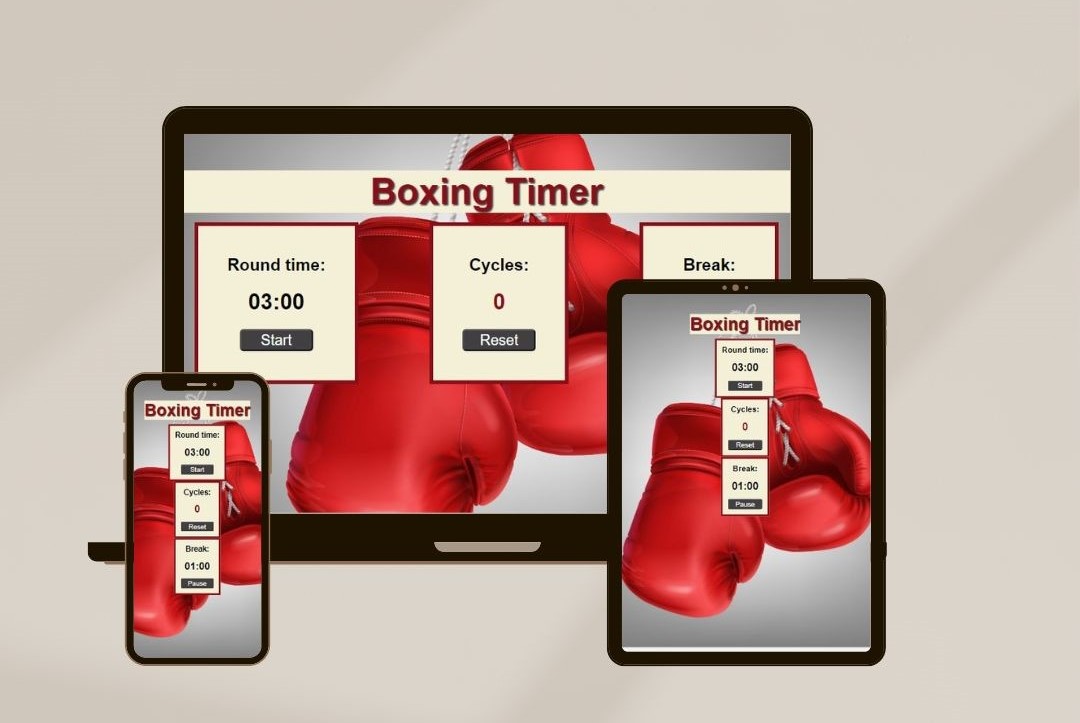 Boxing Timer
Round time:
03:00
Start
Cycles:
0
Reset
Break:
Boxing Timer
Round time:
03:00
Start
Cycles:
0
Reset
Break:
01:00
Pause
Boxing Timer
Round time:
03:00
Start
Cycles:
0
Reset
Break:
01:00
Pause